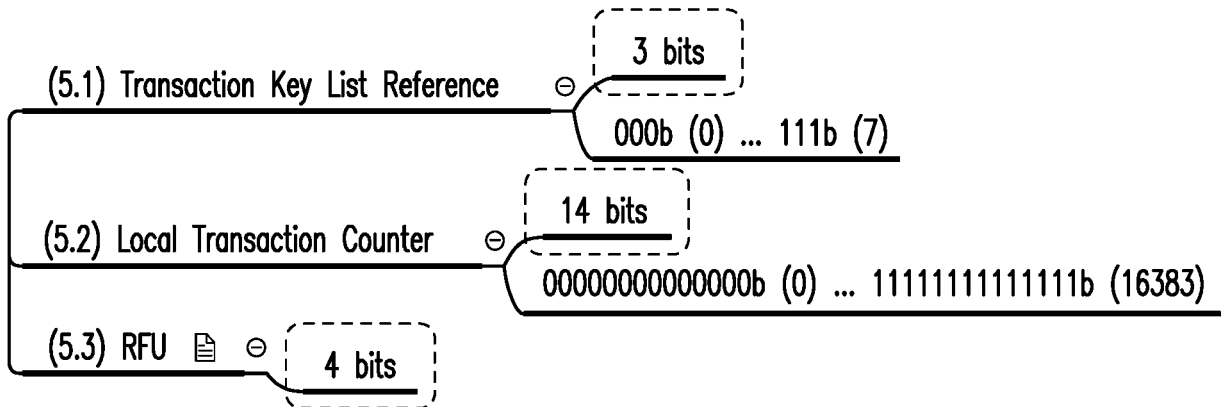 (5.1) Transaction Key List Reference
3 bits
000b (0) ... 111b (7)
(5.2) Local Transaction Counter
14 bits
00000000000000b (0) ... 11111111111111b (16383)
(5.3) RFU
4 bits